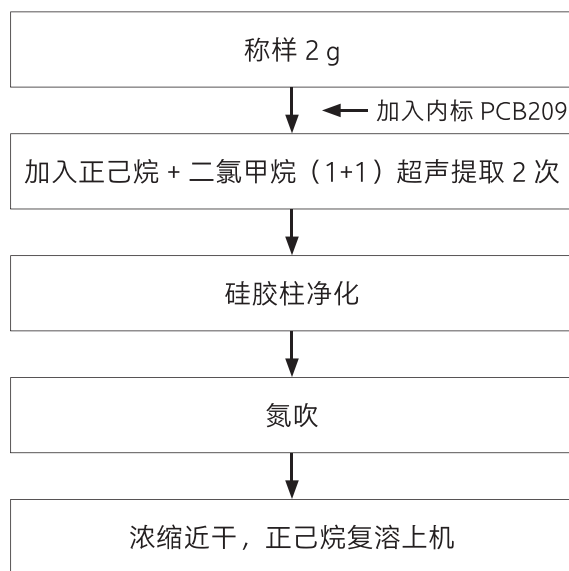 称样 2 g
加入内标 PCB209
加入正己烷 + 二氯甲烷（1+1）超声提取 2 次
硅胶柱净化
氮吹
浓缩近干，正己烷复溶上机